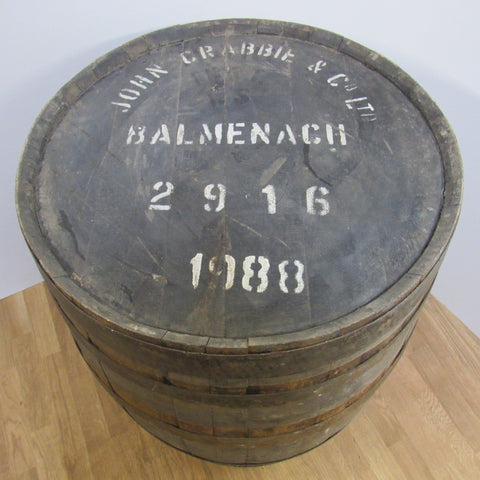 JOHN CRABBIE & Co LTD
BALMENACH
2916
1988